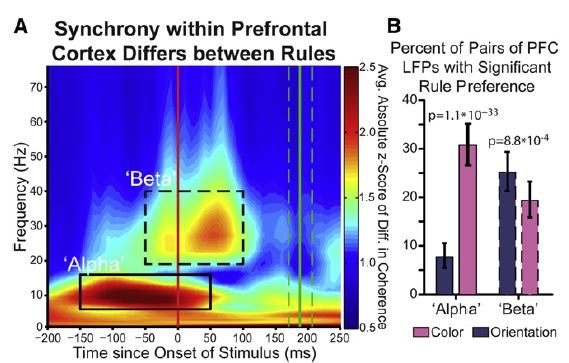 A
Synchrony within Prefrontal
Cortex Differs between Rules
Frequency (Hz)
70
60
50
40
30
20
10
0
'Beta'
'Alpha'
−200 −150 −100 −50 0 50 100 150 200 250
Time since Onset of Stimulus (ms)
2.5
2.0
1.5
1.0
0.5
Avg. Absolute z-Score of Diff. in Coherence
B
Percent of Pairs of PFC
LFPs with Significant
Rule Preference
40
30
20
10
0
p=1.1*10⁻³³
p=8.8*10⁻⁴
'Alpha' 'Beta'
Color Orientation